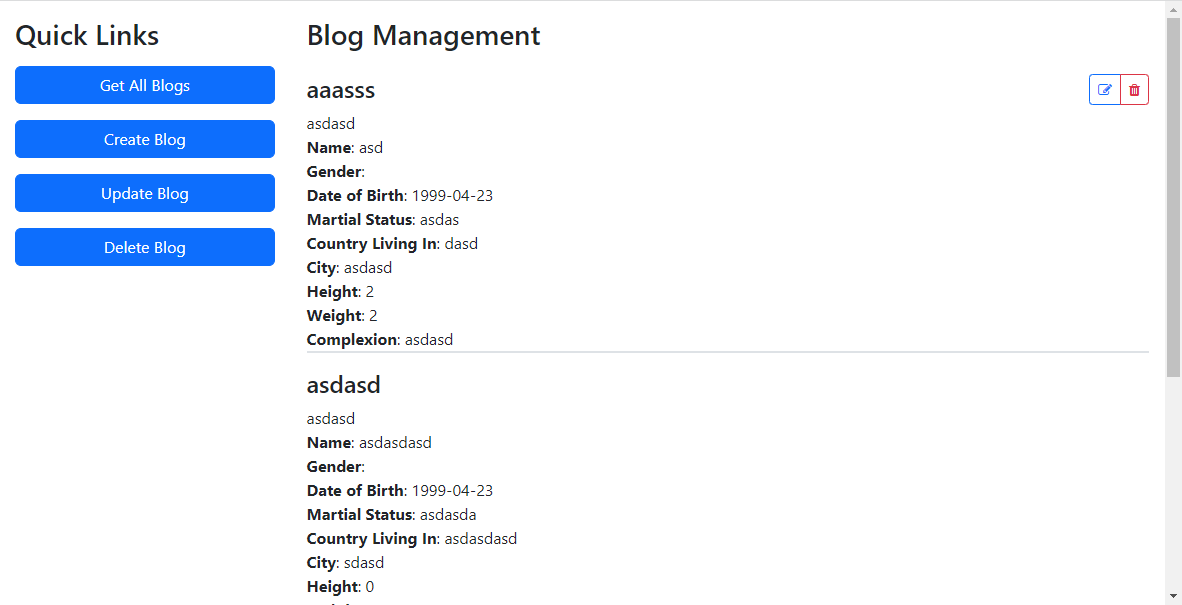 Quick Links
Get All Blogs
Create Blog
Update Blog
Delete Blog
Blog Management
aaasss
asdasd
Name: asd
Gender:
Date of Birth: 1999-04-23
Martial Status: asdas
Country Living In: dasd
City: asdasd
Height: 2
Weight: 2
Complexion: asdasd
asdasd
asdasd
Name: asdasdasd
Gender:
Date of Birth: 1999-04-23
Martial Status: asdasda
Country Living In: asdasdasd
City: sdasd
Height: 0